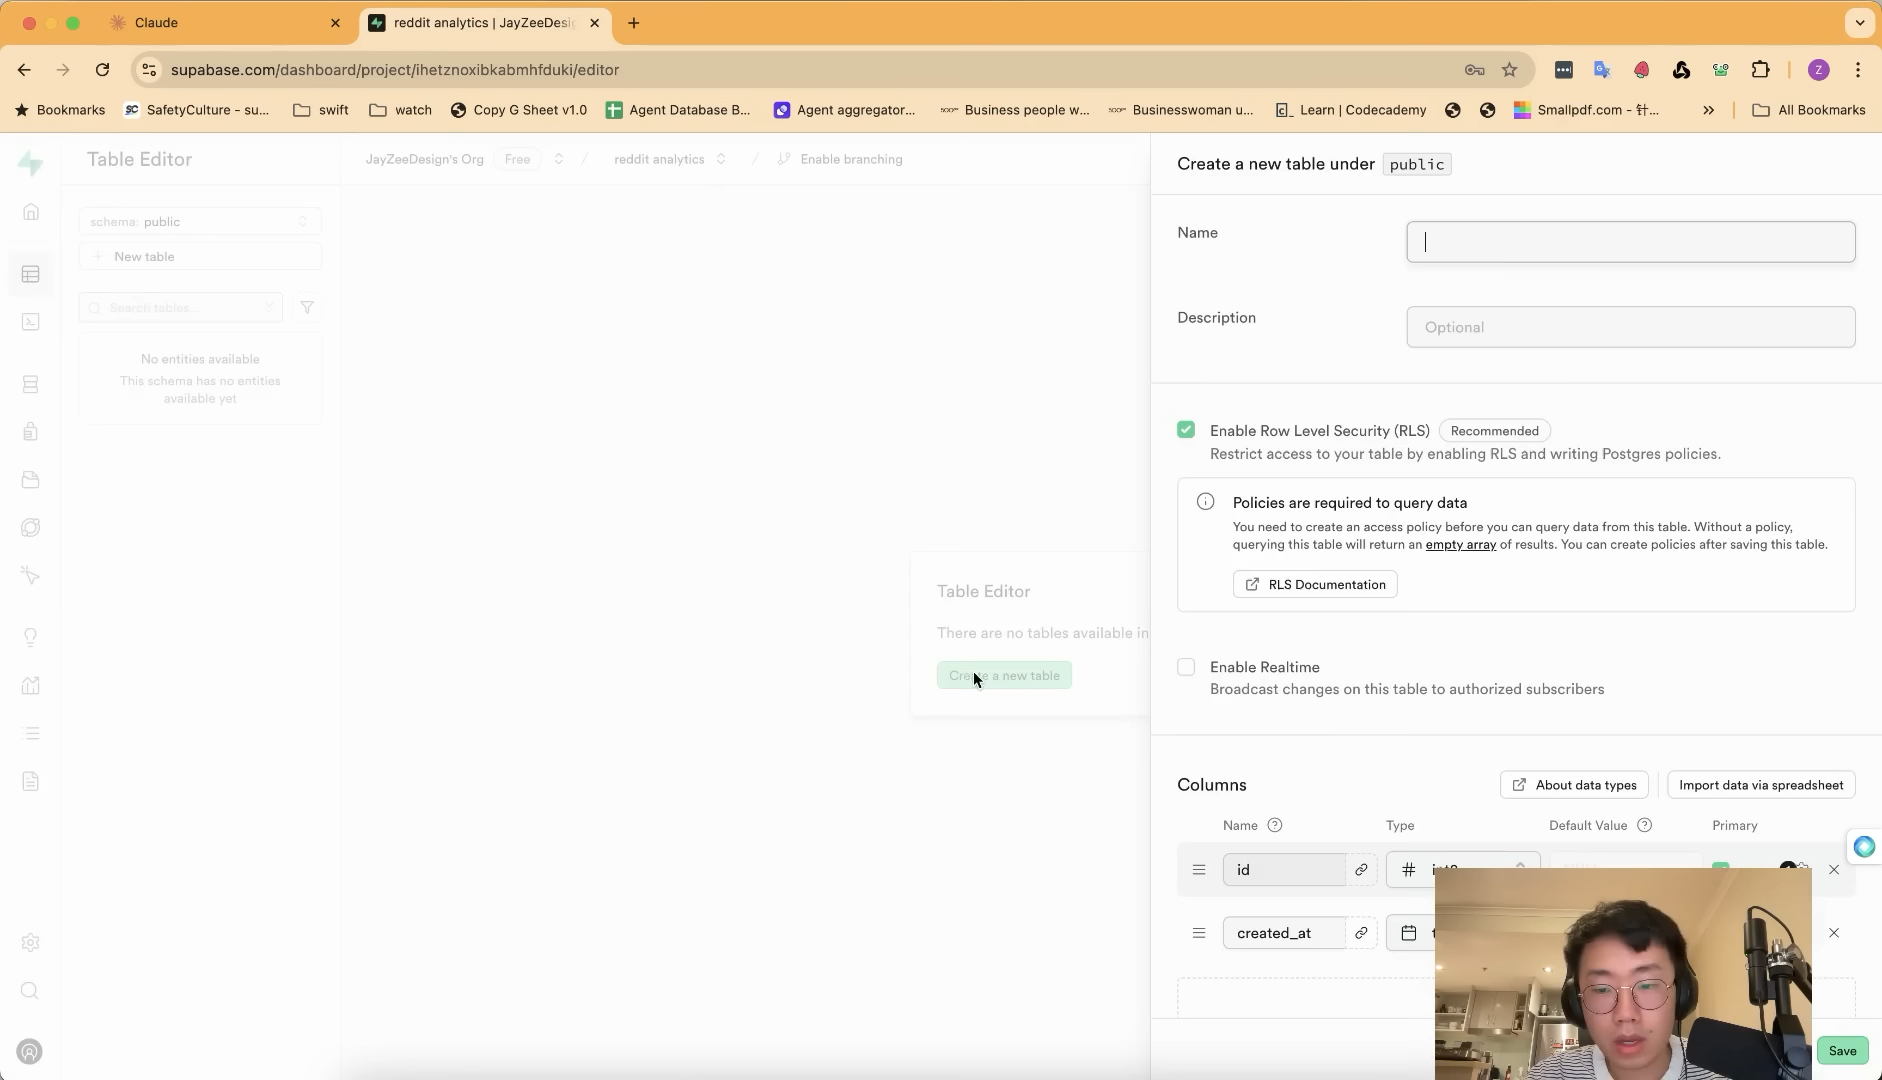 Claude
reddit analytics | JayZeeDesig
supabase.com/dashboard/project/ihetznoxibkabmhfduki/editor
Z
Bookmarks
SafetyCulture - su...
swift
watch
Copy G Sheet v1.0
Agent Database B...
Agent aggregator...
Business people w...
Businesswoman u...
Learn | Codecademy
Smallpdf.com - 针...
All Bookmarks
Table Editor
JayZeeDesign's Org
Free
/
reddit analytics
/
Enable branching
schema: public
New table
Search tables...
No entities available
This schema has no entities
available yet
Table Editor
There are no tables available in
Create a new table
Create a new table under public
Name
Description
Optional
Enable Row Level Security (RLS) Recommended
Restrict access to your table by enabling RLS and writing Postgres policies.
Policies are required to query data
You need to create an access policy before you can query data from this table. Without a policy,
querying this table will return an empty array of results. You can create policies after saving this table.
RLS Documentation
Enable Realtime
Broadcast changes on this table to authorized subscribers
Columns
About data types
Import data via spreadsheet
Name
Type
Default Value
Primary
id
created_at
Save